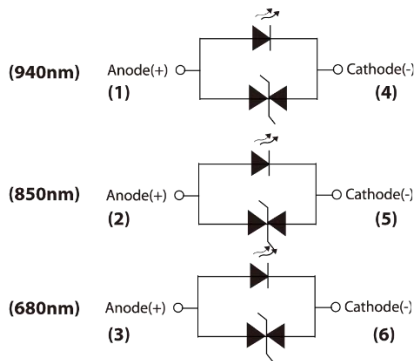 (940nm) Anode(+) Cathode(-)
(1) (4)
(850nm) Anode(+) Cathode(-)
(2) (5)
(680nm) Anode(+) Cathode(-)
(3) (6)